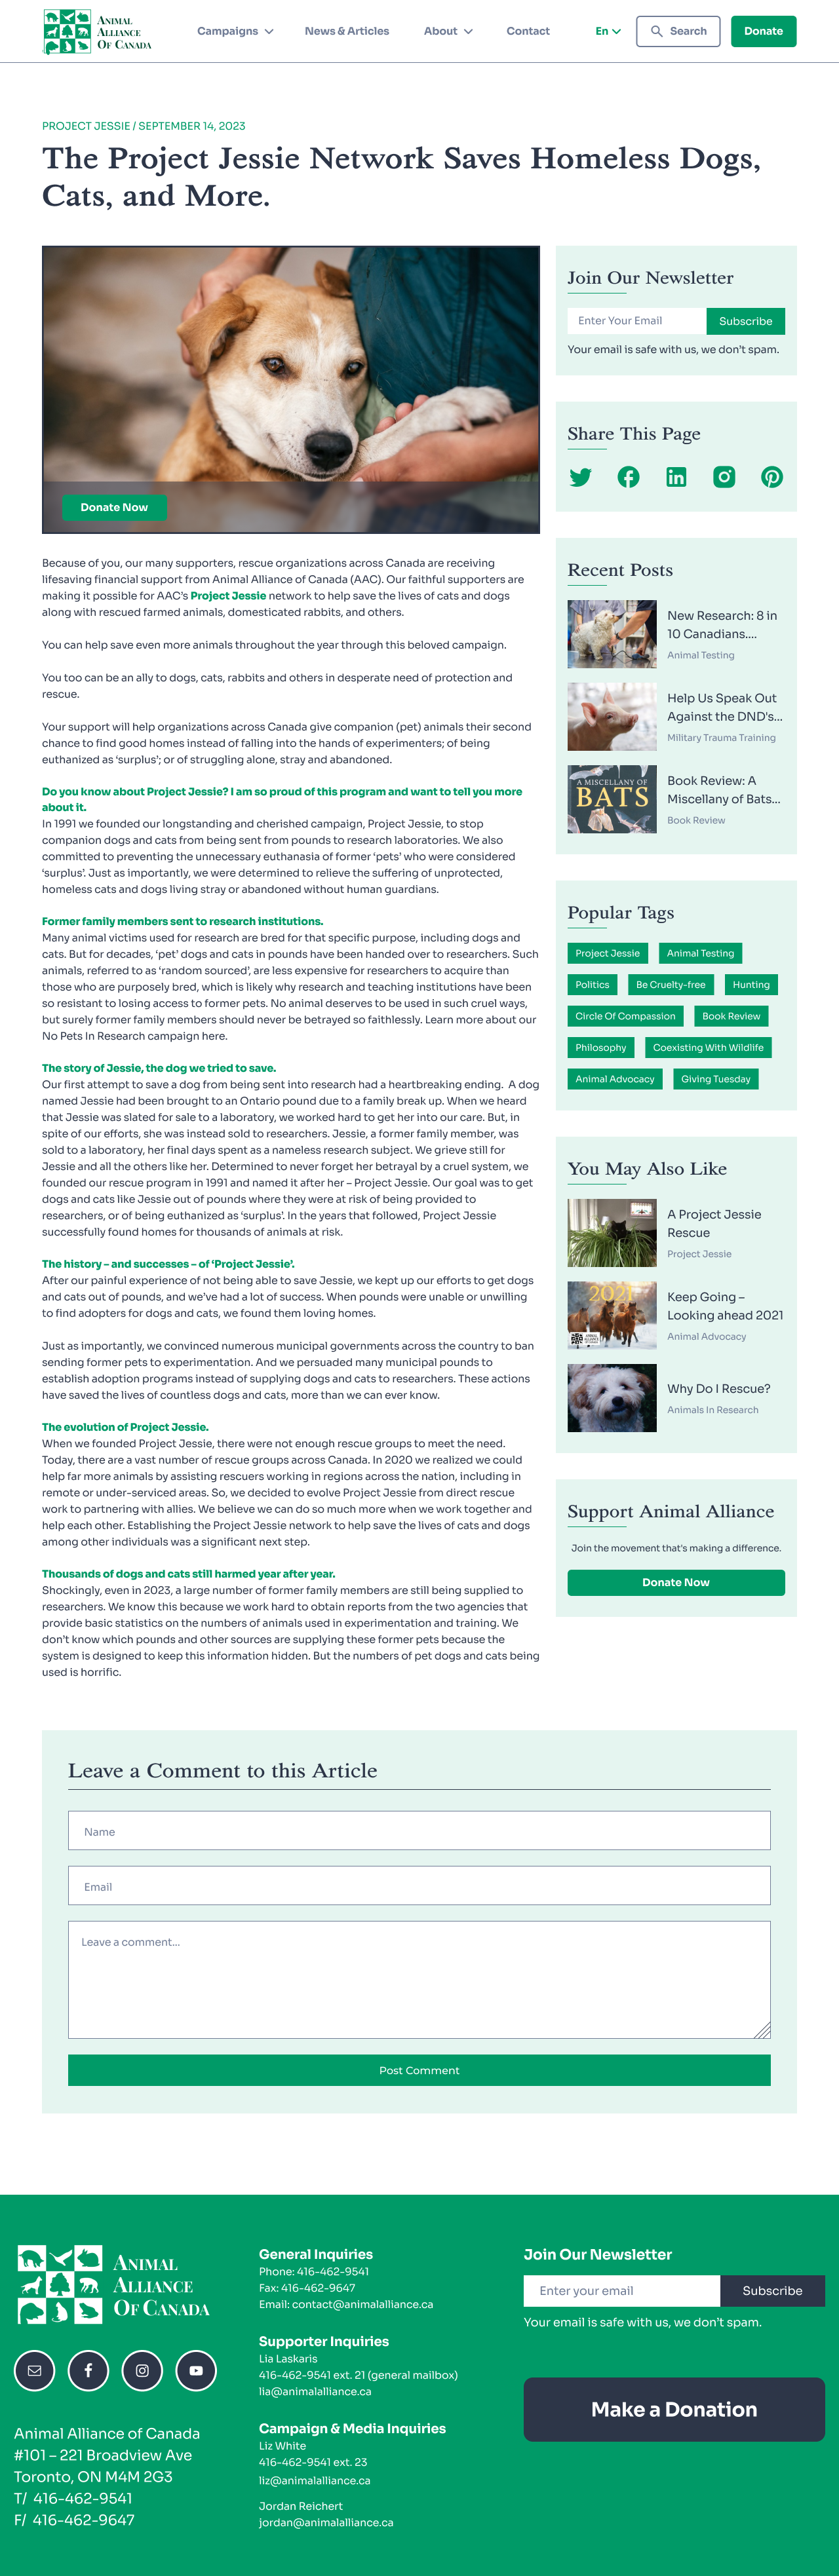 ANIMAL
ALLIANCE
OF CANADA
Campaigns
News & Articles
About
Contact
En
Search
Donate
PROJECT JESSIE / SEPTEMBER 14, 2023
The Project Jessie Network Saves Homeless Dogs,
Cats, and More.
Donate Now
Because of you, our many supporters, rescue organizations across Canada are receiving
lifesaving financial support from Animal Alliance of Canada (AAC). Our faithful supporters are
making it possible for AAC’s Project Jessie network to help save the lives of cats and dogs
along with rescued farmed animals, domesticated rabbits, and others.
You can help save even more animals throughout the year through this beloved campaign.
You too can be an ally to dogs, cats, rabbits and others in desperate need of protection and
rescue.
Your support will help organizations across Canada give companion (pet) animals their second
chance to find good homes instead of falling into the hands of experimenters; of being
euthanized as ‘surplus’; or of struggling alone, stray and abandoned.
Do you know about Project Jessie? I am so proud of this program and want to tell you more
about it.
In 1991 we founded our longstanding and cherished campaign, Project Jessie, to stop
companion dogs and cats from being sent from pounds to research laboratories. We also
committed to preventing the unnecessary euthanasia of former ‘pets’ who were considered
‘surplus’. Just as importantly, we were determined to relieve the suffering of unprotected,
homeless cats and dogs living stray or abandoned without human guardians.
Former family members sent to research institutions.
Many animal victims used for research are bred for that specific purpose, including dogs and
cats. But for decades, ‘pet’ dogs and cats in pounds have been handed over to researchers. Such
animals, referred to as ‘random sourced’, are less expensive for researchers to acquire than
those who are purposely bred, which is likely why research and teaching institutions have been
so resistant to losing access to former pets. No animal deserves to be used in such cruel ways,
but surely former family members should never be betrayed so faithlessly. Learn more about our
No Pets In Research campaign here.
The story of Jessie, the dog we tried to save.
Our first attempt to save a dog from being sent into research had a heartbreaking ending. A dog
named Jessie had been brought to an Ontario pound due to a family break up. When we heard
that Jessie was slated for sale to a laboratory, we worked hard to get her into our care. But, in
spite of our efforts, she was instead sold to researchers. Jessie, a former family member, was
sold to a laboratory, her final days spent as a nameless research subject. We grieve still for
Jessie and all the others like her. Determined to never forget her betrayal by a cruel system, we
founded our rescue program in 1991 and named it after her – Project Jessie. Our goal was to get
dogs and cats like Jessie out of pounds where they were at risk of being provided to
researchers, or of being euthanized as ‘surplus’. In the years that followed, Project Jessie
successfully found homes for thousands of animals at risk.
The history – and successes – of ‘Project Jessie’.
After our painful experience of not being able to save Jessie, we kept up our efforts to get dogs
and cats out of pounds, and we’ve had a lot of success. When pounds were unable or unwilling
to find adopters for dogs and cats, we found them loving homes.
Just as importantly, we convinced numerous municipal governments across the country to ban
sending former pets to experimentation. And we persuaded many municipal pounds to
establish adoption programs instead of supplying dogs and cats to researchers. These actions
have saved the lives of countless dogs and cats, more than we can ever know.
The evolution of Project Jessie.
When we founded Project Jessie, there were not enough rescue groups to meet the need.
Today, there are a vast number of rescue groups across Canada. In 2020 we realized we could
help far more animals by assisting rescuers working in regions across the nation, including in
remote or under-serviced areas. So, we decided to evolve Project Jessie from direct rescue
work to partnering with allies. We believe we can do so much more when we work together and
help each other. Establishing the Project Jessie network to help save the lives of cats and dogs
among other individuals was a significant next step.
Thousands of dogs and cats still harmed year after year.
Shockingly, even in 2023, a large number of former family members are still being supplied to
researchers. We know this because we work hard to obtain reports from the two agencies that
provide basic statistics on the numbers of animals used in experimentation and training. We
don’t know which pounds and other sources are supplying these former pets because the
system is designed to keep this information hidden. But the numbers of pet dogs and cats being
used is horrific.
Join Our Newsletter
Enter Your Email
Subscribe
Your email is safe with us, we don’t spam.
Share This Page
Recent Posts
New Research: 8 in
10 Canadians....
Animal Testing
Help Us Speak Out
Against the DND's...
Military Trauma Training
A MISCELLANY OF
BATS
Book Review: A
Miscellany of Bats...
Book Review
Popular Tags
Project Jessie
Animal Testing
Politics
Be Cruelty-free
Hunting
Circle Of Compassion
Book Review
Philosophy
Coexisting With Wildlife
Animal Advocacy
Giving Tuesday
You May Also Like
A Project Jessie
Rescue
Project Jessie
2021
Keep Going –
Looking ahead 2021
Animal Advocacy
Why Do I Rescue?
Animals In Research
Support Animal Alliance
Join the movement that's making a difference.
Donate Now
Leave a Comment to this Article
Name
Email
Leave a comment...
Post Comment
ANIMAL
ALLIANCE
OF CANADA
Animal Alliance of Canada
#101 – 221 Broadview Ave
Toronto, ON M4M 2G3
T/ 416-462-9541
F/ 416-462-9647
General Inquiries
Phone: 416-462-9541
Fax: 416-462-9647
Email: contact@animalalliance.ca
Supporter Inquiries
Lia Laskaris
416-462-9541 ext. 21 (general mailbox)
lia@animalalliance.ca
Campaign & Media Inquiries
Liz White
416-462-9541 ext. 23
liz@animalalliance.ca
Jordan Reichert
jordan@animalalliance.ca
Join Our Newsletter
Enter your email
Subscribe
Your email is safe with us, we don’t spam.
Make a Donation